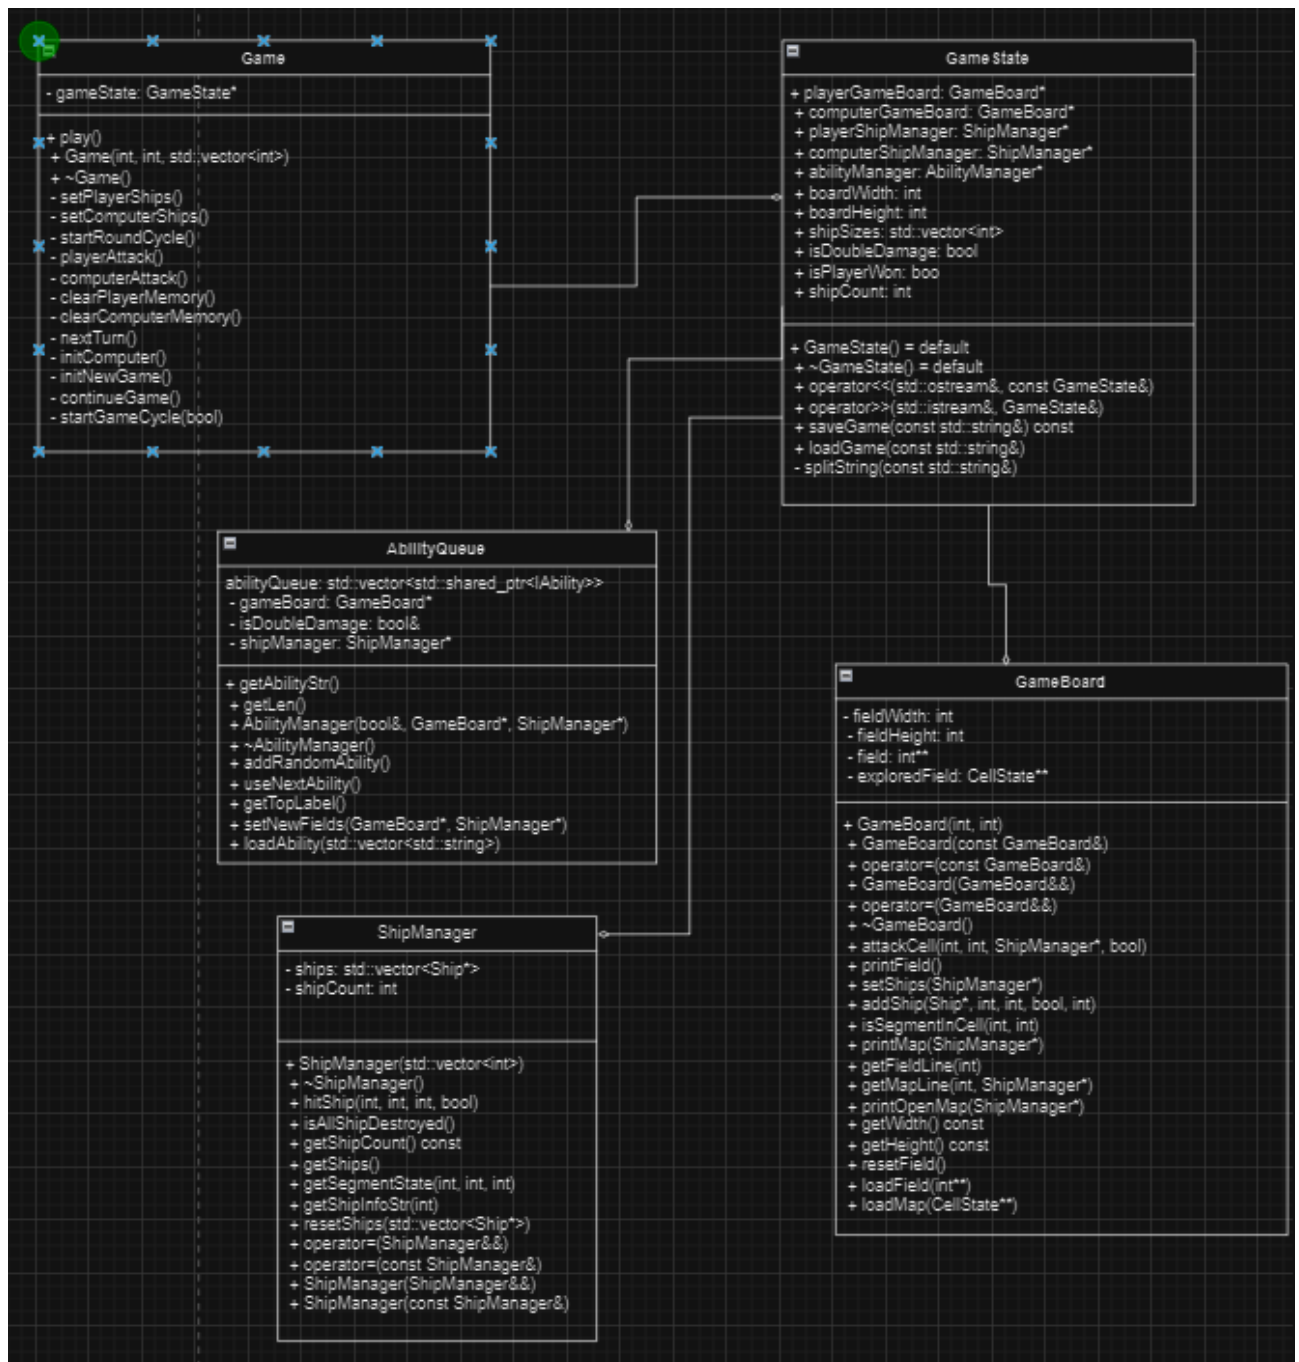 Game
- gameState: GameState*
+ play()
+ Game(int, int, std::vector<int>)
+ ~Game()
- setPlayerShips()
- setComputerShips()
- startRoundCycle()
- playerAttack()
- computerAttack()
- clearPlayerMemory()
- clearComputerMemory()
- nextTurn()
- initComputer()
- initNewGame()
- continueGame()
- startGameCycle(bool)
GameState
+ playerGameBoard: GameBoard*
+ computerGameBoard: GameBoard*
+ playerShipManager: ShipManager*
+ computerShipManager: ShipManager*
+ abilityManager: AbilityManager*
+ boardWidth: int
+ boardHeight: int
+ shipSizes: std::vector<int>
+ isDoubleDamage: bool
+ isPlayerWon: boo
+ shipCount: int
+ GameState() = default
+ ~GameState() = default
+ operator<<(std::ostream&, const GameState&)
+ operator>>(std::istream&, GameState&)
+ saveGame(const std::string&) const
+ loadGame(const std::string&)
- splitString(const std::string&)
AbilityQueue
abilityQueue: std::vector<std::shared_ptr<IAbility>>
- gameBoard: GameBoard*
- isDoubleDamage: bool&
- shipManager: ShipManager*
+ getAbilityStr()
+ getLen()
+ AbilityManager(bool&, GameBoard*, ShipManager*)
+ ~AbilityManager()
+ addRandomAbility()
+ useNextAbility()
+ getTopLabel()
+ setNewFields(GameBoard*, ShipManager*)
+ loadAbility(std::vector<std::string>)
GameBoard
- fieldWidth: int
- fieldHeight: int
- field: int**
- exploredField: CellState**
+ GameBoard(int, int)
+ GameBoard(const GameBoard&)
+ operator=(const GameBoard&)
+ GameBoard(GameBoard&&)
+ operator=(GameBoard&&)
+ ~GameBoard()
+ attackCell(int, int, ShipManager*, bool)
+ printField()
+ setShips(ShipManager*)
+ addShip(Ship*, int, int, bool, int)
+ isSegmentInCell(int, int)
+ printMap(ShipManager*)
+ getFieldLine(int)
+ getMapLine(int, ShipManager*)
+ printOpenMap(ShipManager*)
+ getWidth() const
+ getHeight() const
+ resetField()
+ loadField(int**)
+ loadMap(CellState**)
ShipManager
- ships: std::vector<Ship*>
- shipCount: int
+ ShipManager(std::vector<int>)
+ ~ShipManager()
+ hitShip(int, int, int, bool)
+ isAllShipDestroyed()
+ getShipCount() const
+ getShips()
+ getSegmentState(int, int, int)
+ getShipInfoStr(int)
+ resetShips(std::vector<Ship*>)
+ operator=(ShipManager&&)
+ operator=(const ShipManager&)
+ ShipManager(ShipManager&&)
+ ShipManager(const ShipManager&)